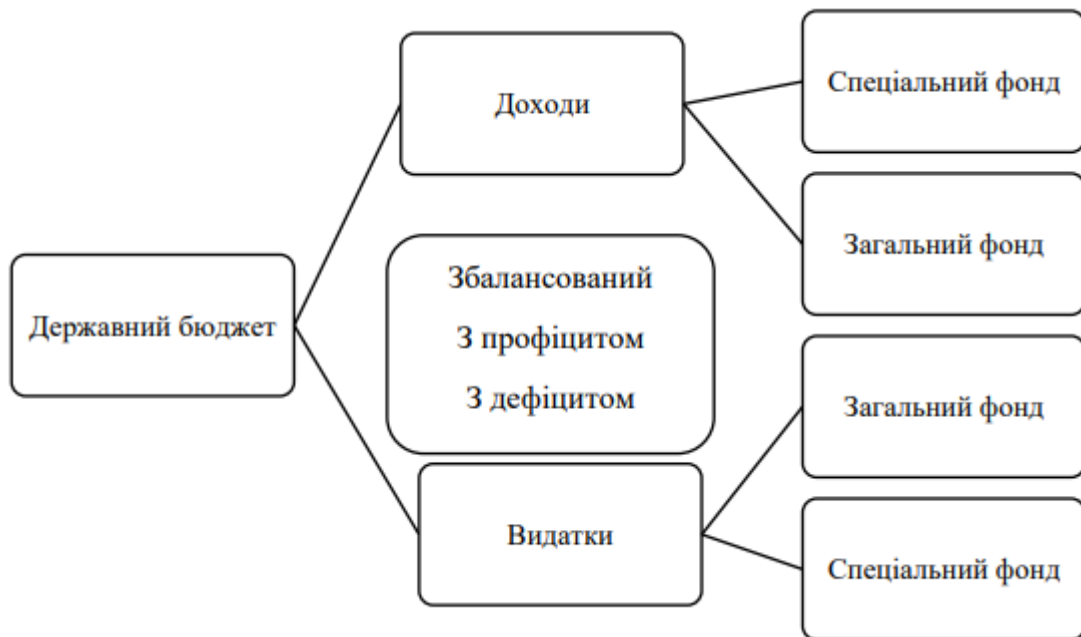 Державний бюджет
Доходи
Спеціальний фонд
Загальний фонд
Збалансований
З профіцитом
З дефіцитом
Видатки
Загальний фонд
Спеціальний фонд